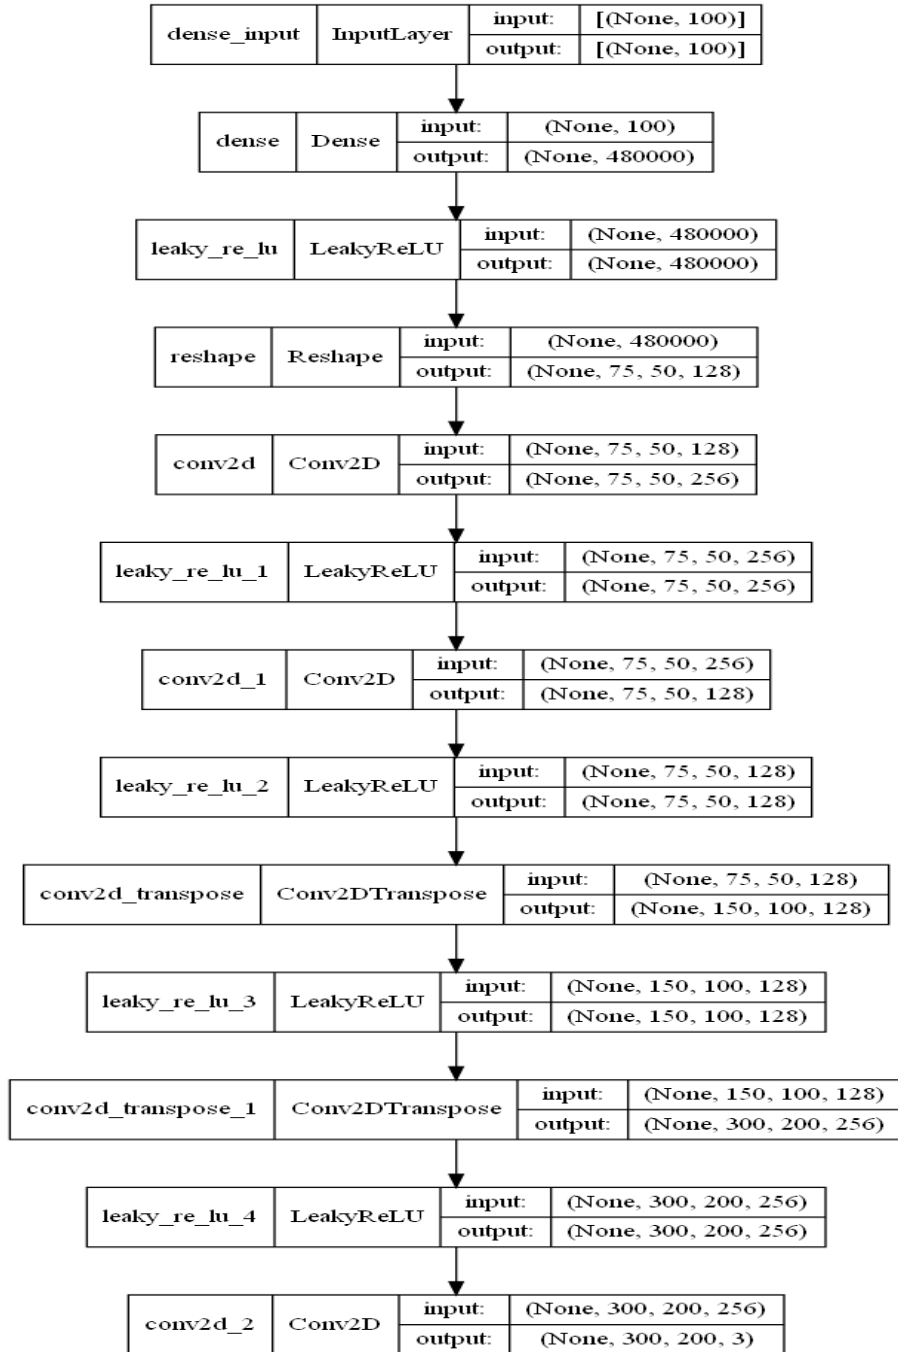 dense_input InputLayer input: [(None, 100)]
output: [(None, 100)]
dense Dense input: (None, 100)
output: (None, 480000)
leaky_re_lu LeakyReLU input: (None, 480000)
output: (None, 480000)
reshape Reshape input: (None, 480000)
output: (None, 75, 50, 128)
conv2d Conv2D input: (None, 75, 50, 128)
output: (None, 75, 50, 256)
leaky_re_lu_1 LeakyReLU input: (None, 75, 50, 256)
output: (None, 75, 50, 256)
conv2d_1 Conv2D input: (None, 75, 50, 256)
output: (None, 75, 50, 128)
leaky_re_lu_2 LeakyReLU input: (None, 75, 50, 128)
output: (None, 75, 50, 128)
conv2d_transpose Conv2DTranspose input: (None, 75, 50, 128)
output: (None, 150, 100, 128)
leaky_re_lu_3 LeakyReLU input: (None, 150, 100, 128)
output: (None, 150, 100, 128)
conv2d_transpose_1 Conv2DTranspose input: (None, 150, 100, 128)
output: (None, 300, 200, 256)
leaky_re_lu_4 LeakyReLU input: (None, 300, 200, 256)
output: (None, 300, 200, 256)
conv2d_2 Conv2D input: (None, 300, 200, 256)
output: (None, 300, 200, 3)